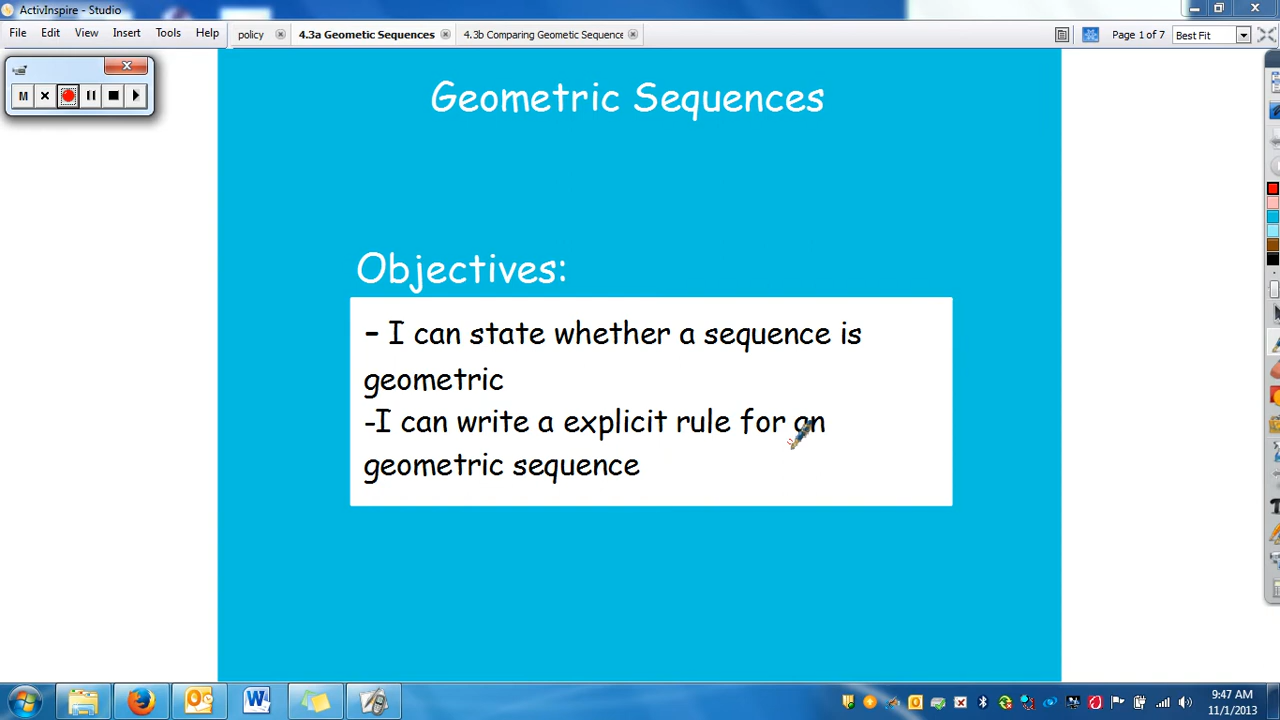 ActivInspire - Studio
File Edit View Insert Tools Help
policy 4.3a Geometic Sequences 4.3b Comparing Geometic Sequence
Page 1 of 7 Best Fit
M
Geometric Sequences
Objectives:
- I can state whether a sequence is
geometric
-I can write a explicit rule for an
geometric sequence
9:47 AM
11/1/2013